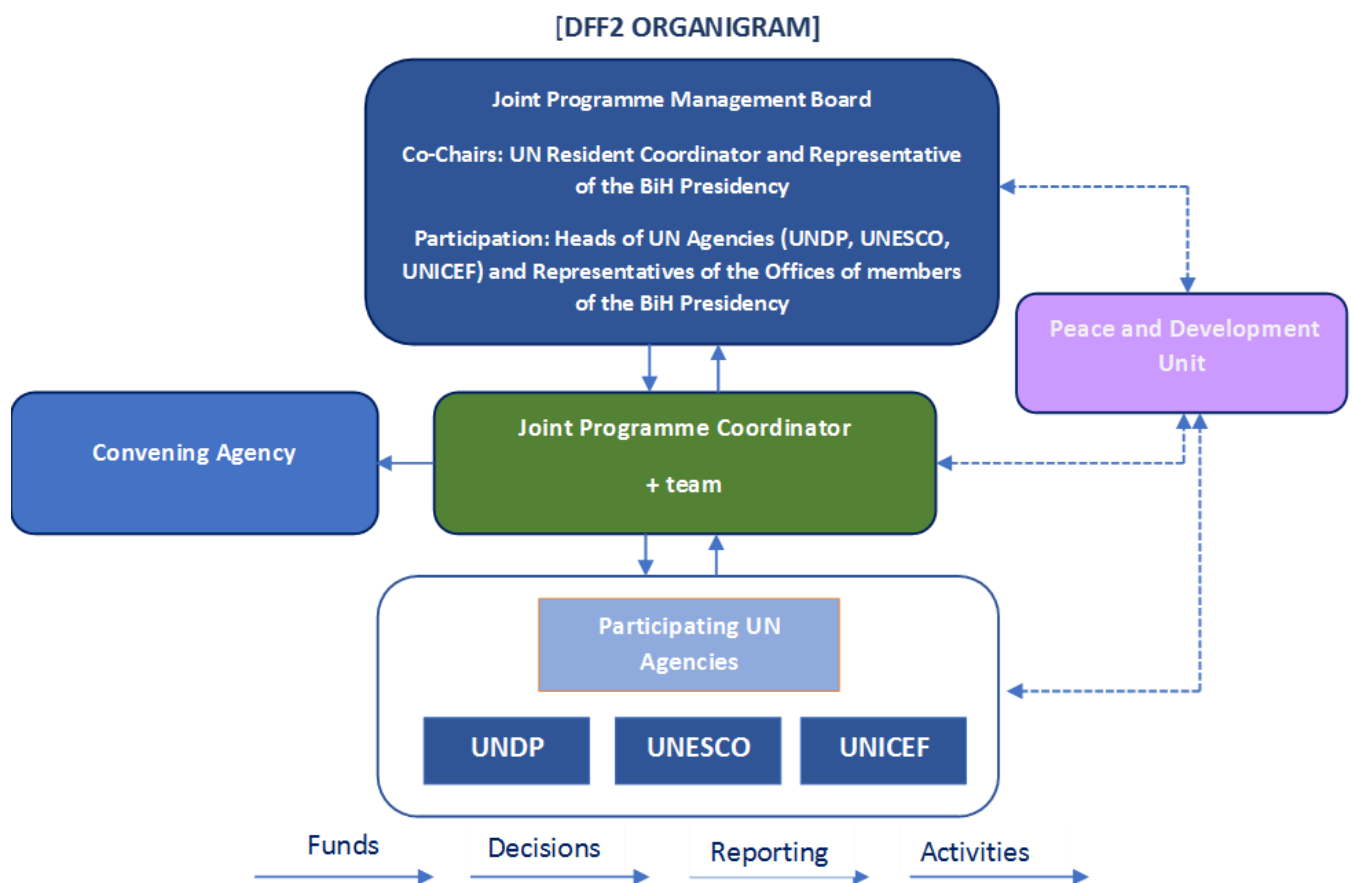 [DFF2 ORGANIGRAM]
Joint Programme Management Board
Co-Chairs: UN Resident Coordinator and Representative
of the BiH Presidency
Participation: Heads of UN Agencies (UNDP, UNESCO,
UNICEF) and Representatives of the Offices of members
of the BiH Presidency
Peace and Development
Unit
Convening Agency
Joint Programme Coordinator
+ team
Participating UN
Agencies
UNDP
UNESCO
UNICEF
Funds
Decisions
Reporting
Activities